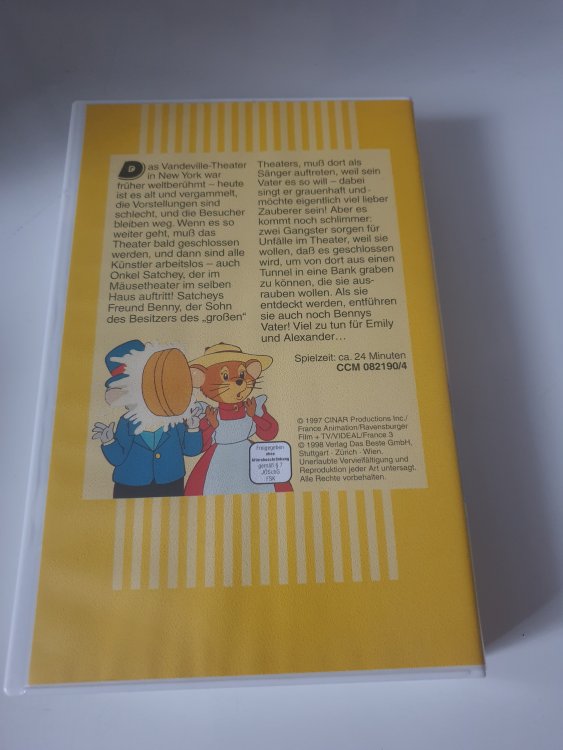 Das Vandeville-Theater
in New York war
früher weltberühmt – heute
ist es alt und vergammelt,
die Vorstellungen sind
schlecht, und die Besucher
bleiben weg. Wenn es so
weiter geht, muß das
Theater bald geschlossen
werden, und dann sind alle
Künstler arbeitslos – auch
Onkel Satchey, der im
Mäusetheater im selben
Haus auftritt! Satcheys
Freund Benny, der Sohn
des Besitzers des „großen"
Theaters, muß dort als
Sänger auftreten, weil sein
Vater es so will – dabei
singt er grauenhaft und
möchte eigentlich viel lieber
Zauberer sein! Aber es
kommt noch schlimmer:
zwei Gangster sorgen für
Unfälle im Theater, weil sie
wollen, daß es geschlossen
wird, um von dort aus einen
Tunnel in eine Bank graben
zu können, die sie aus-
rauben wollen. Als sie
entdeckt werden, entführen
sie auch noch Bennys
Vater! Viel zu tun für Emily
und Alexander...
Spielzeit: ca. 24 Minuten
CCM 082190/4
© 1997 CINAR Productions Inc./
France Animation/Ravensburger
Film + TV/VIDEAL/France 3
© 1998 Verlag Das Beste GmbH,
Stuttgart · Zürich · Wien.
Unerlaubte Vervielfältigung und
Reproduktion jeder Art untersagt.
Alle Rechte vorbehalten.
Freigegeben
ohne
Altersbeschränkung
gemäß § 7
JÖSchG
FSK